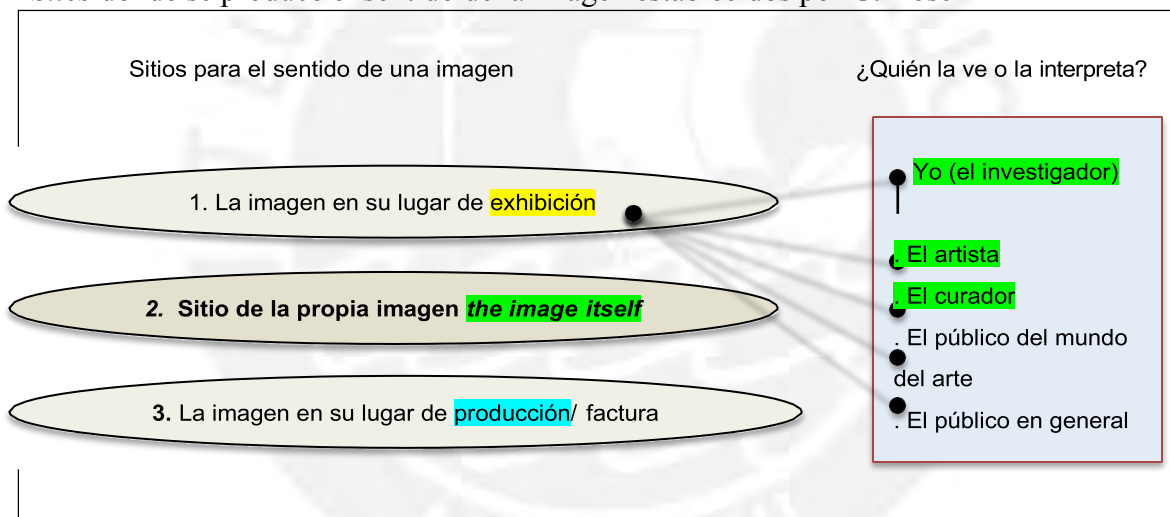 Sitios para el sentido de una imagen
¿Quién la ve o la interpreta?
1. La imagen en su lugar de exhibición
2. Sitio de la propia imagen the image itself
3. La imagen en su lugar de producción/ factura
Yo (el investigador)
. El artista
. El curador
. El público del mundo
del arte
. El público en general